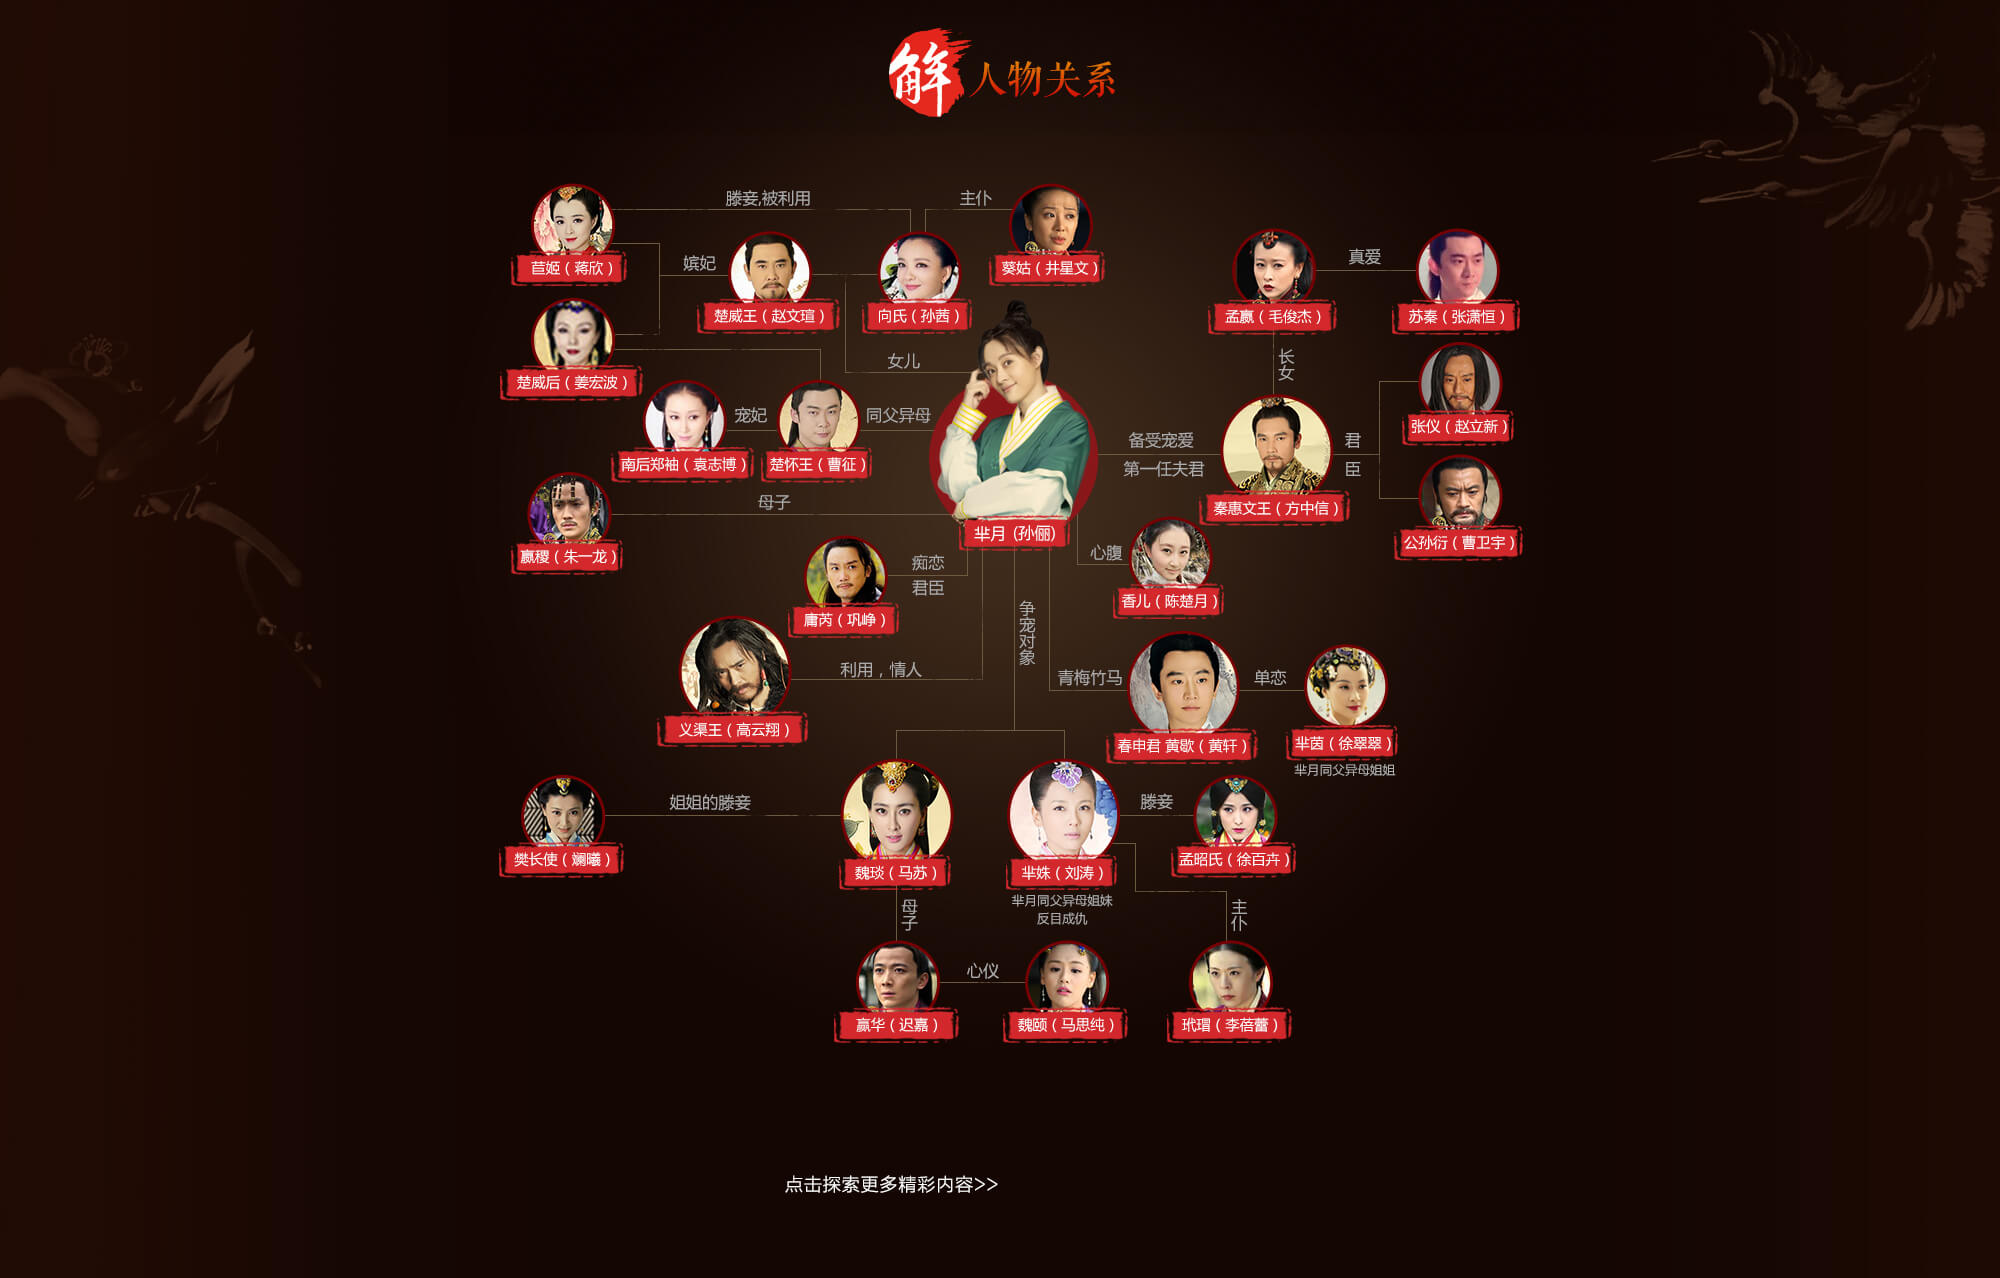 解 人物关系
滕妾,被利用
主仆
苣姬（蒋欣）
葵姑（井星文）
嫔妃
真爱
楚威王（赵文瑄）
向氏（孙茜）
孟嬴（毛俊杰）
苏秦（张潇恒）
女儿
长女
楚威后（姜宏波）
宠妃
同父异母
张仪（赵立新）
备受宠爱
第一任夫君
君臣
南后郑袖（袁志博）
楚怀王（曹征）
母子
秦惠文王（方中信）
芈月 (孙俪)
公孙衍（曹卫宇）
嬴稷（朱一龙）
心腹
痴恋
君臣
香儿（陈楚月）
庸芮（巩峥）
争宠对象
利用，情人
青梅竹马
单恋
义渠王（高云翔）
春申君 黄歇（黄轩）
芈茵（徐翠翠）
芈月同父异母姐姐
姐姐的滕妾
滕妾
樊长使（斓曦）
魏琰（马苏）
芈姝（刘涛）
孟昭氏（徐百卉）
芈月同父异母姐妹
反目成仇
母子
主仆
心仪
嬴华（迟嘉）
魏颐（马思纯）
玳瑁（李蓓蕾）
点击探索更多精彩内容>>